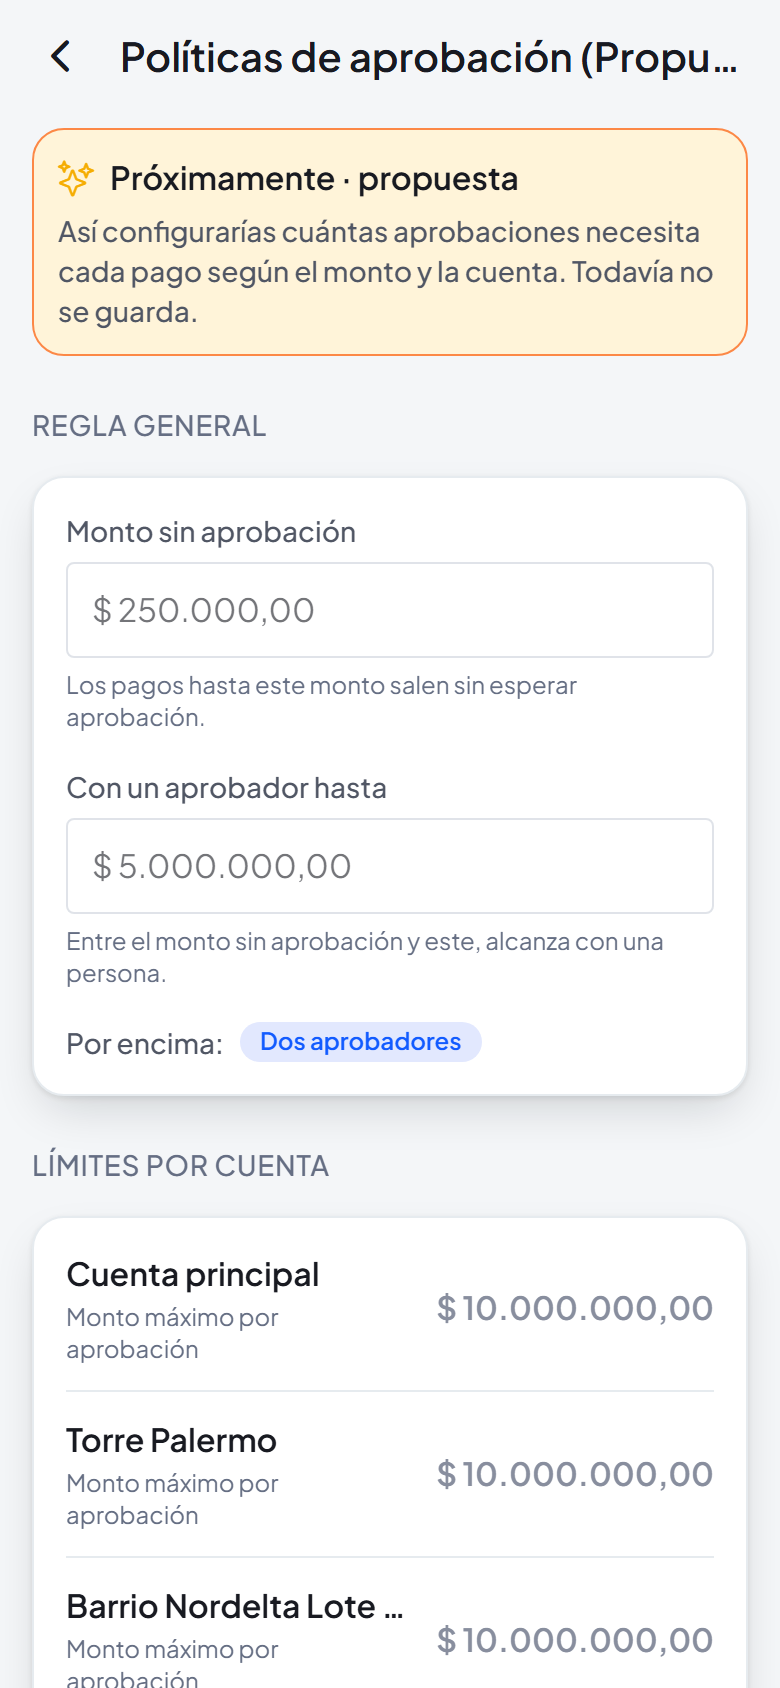 Políticas de aprobación (Propu...
Próximamente · propuesta
Así configurarías cuántas aprobaciones necesita
cada pago según el monto y la cuenta. Todavía no
se guarda.
REGLA GENERAL
Monto sin aprobación
$ 250.000,00
Los pagos hasta este monto salen sin esperar
aprobación.
Con un aprobador hasta
$ 5.000.000,00
Entre el monto sin aprobación y este, alcanza con una
persona.
Por encima: Dos aprobadores
LÍMITES POR CUENTA
Cuenta principal
Monto máximo por
aprobación
$ 10.000.000,00
Torre Palermo
Monto máximo por
aprobación
$ 10.000.000,00
Barrio Nordelta Lote ...
Monto máximo por
aprobación
$ 10.000.000,00